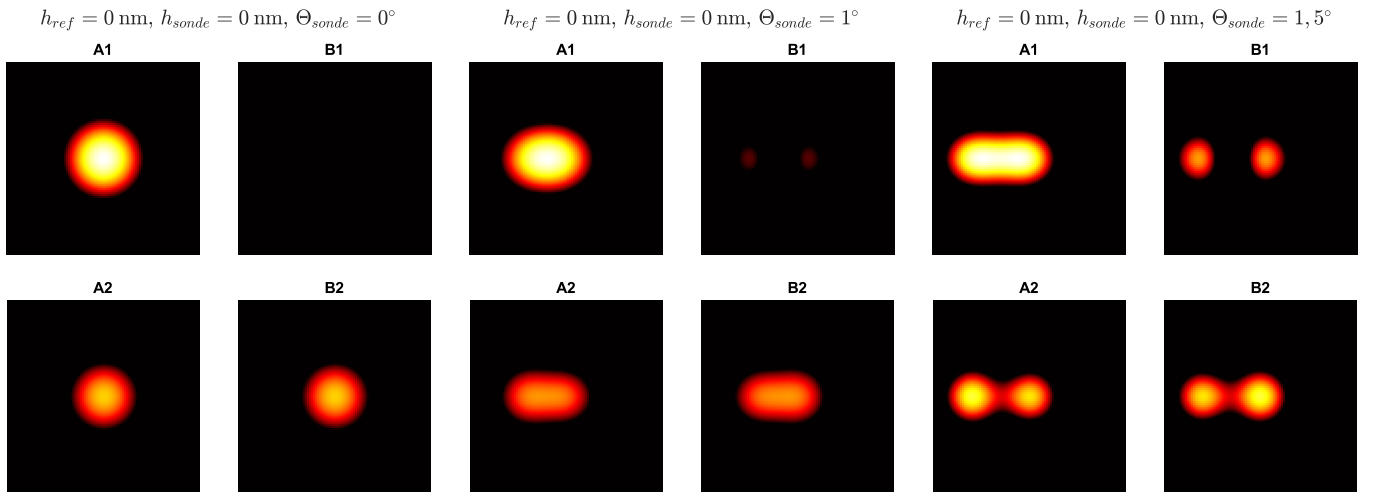 h_ref = 0 nm, h_sonde = 0 nm, Θ_sonde = 0°
h_ref = 0 nm, h_sonde = 0 nm, Θ_sonde = 1°
h_ref = 0 nm, h_sonde = 0 nm, Θ_sonde = 1, 5°
A1 B1 A1 B1 A1 B1
A2 B2 A2 B2 A2 B2